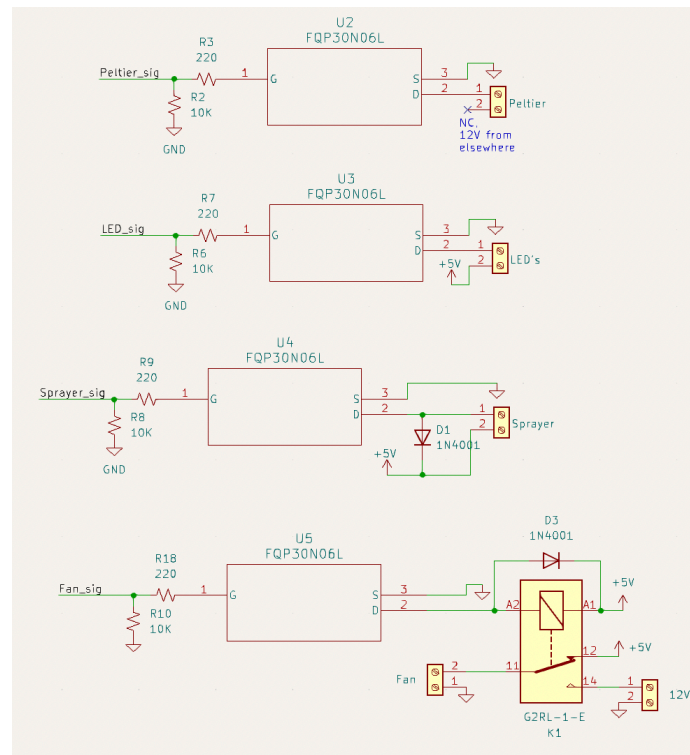 U2
FQP30N06L
R3
220
Peltier_sig
1
G
S
3
D
2
1
2
Peltier
R2
10K
GND
NC,
12V from
elsewhere
U3
FQP30N06L
R7
220
LED_sig
1
G
S
3
D
2
1
2
LED's
+5V
R6
10K
GND
U4
FQP30N06L
R9
220
Sprayer_sig
1
G
S
3
D
2
1
2
Sprayer
R8
10K
D1
1N4001
+5V
GND
D3
1N4001
U5
FQP30N06L
R18
220
Fan_sig
1
G
S
3
D
2
A2
A1
+5V
R10
10K
12
+5V
Fan
2
1
11
14
1
2
12V
G2RL-1-E
K1